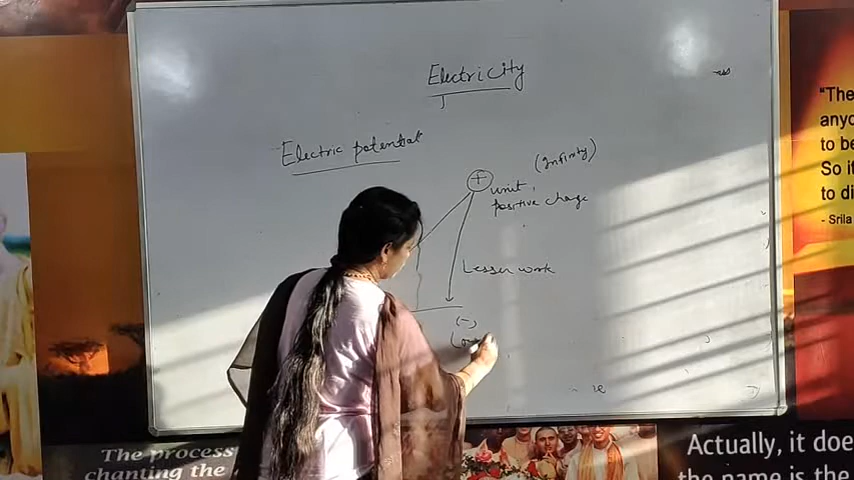 Electricity
Electric potential
(Infinity)
+
unit
positive charge
Lesser work
(-)
"The
anyo
to be
So if
to di
- Srila
The process
chanting the
Actually, it doe
the name is the